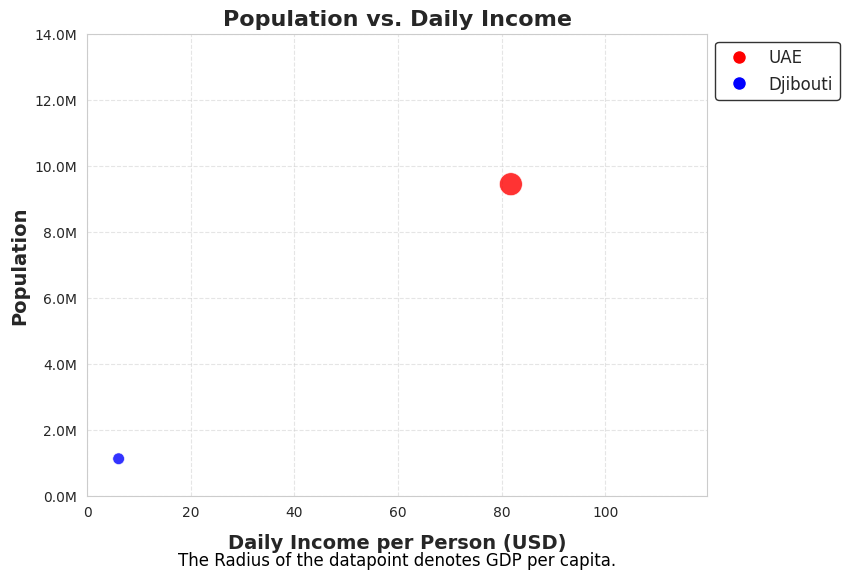 Population vs. Daily Income
14.0M
12.0M
10.0M
8.0M
6.0M
4.0M
2.0M
0.0M
Population
0 20 40 60 80 100
Daily Income per Person (USD)
The Radius of the datapoint denotes GDP per capita.
UAE
Djibouti